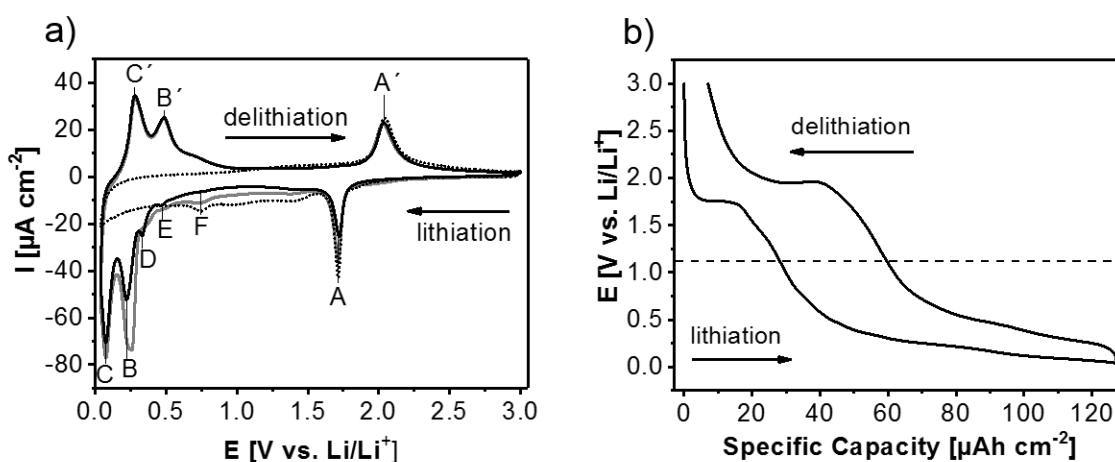 a)
I [µA cm⁻²]
40
20
0
-20
-40
-60
-80
C´
B´
A´
delithiation
lithiation
A
F
E
D
B
C
0.0 0.5 1.0 1.5 2.0 2.5 3.0
E [V vs. Li/Li⁺]
b)
E [V vs. Li/Li⁺]
3.0
2.5
2.0
1.5
1.0
0.5
0.0
delithiation
lithiation
0 20 40 60 80 100 120
Specific Capacity [µAh cm⁻²]